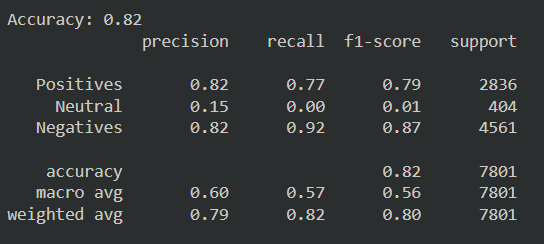 Accuracy: 0.82
precision recall f1-score support
Positives 0.82 0.77 0.79 2836
Neutral 0.15 0.00 0.01 404
Negatives 0.82 0.92 0.87 4561
accuracy 0.82 7801
macro avg 0.60 0.57 0.56 7801
weighted avg 0.79 0.82 0.80 7801